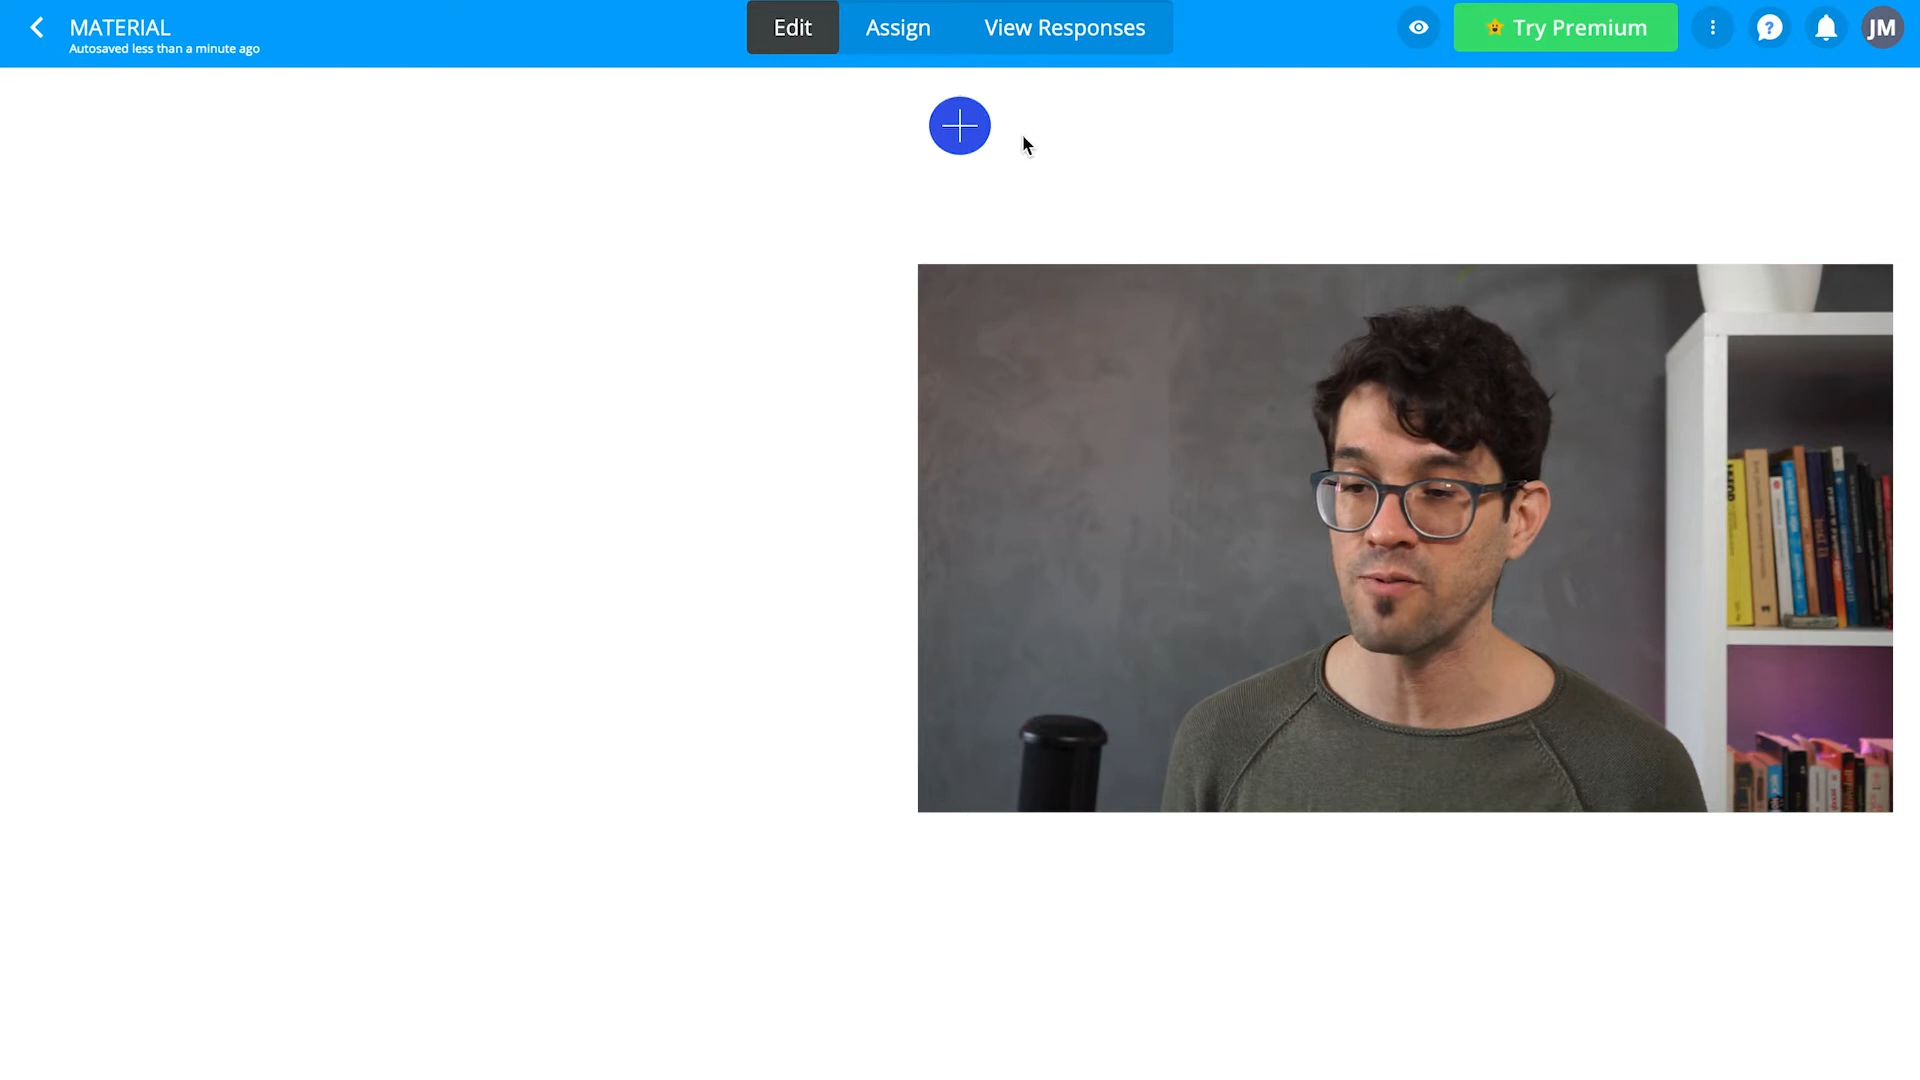 MATERIAL
Autosaved less than a minute ago
Edit
Assign
View Responses
Try Premium
?
JM